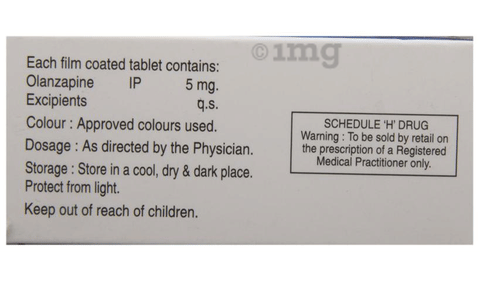 ©1mg
Each film coated tablet contains:
Olanzapine IP 5 mg.
Excipients q.s.
Colour : Approved colours used.
Dosage : As directed by the Physician.
Storage : Store in a cool, dry & dark place.
Protect from light.
Keep out of reach of children.
SCHEDULE 'H' DRUG
Warning : To be sold by retail on
the prescription of a Registered
Medical Practitioner only.